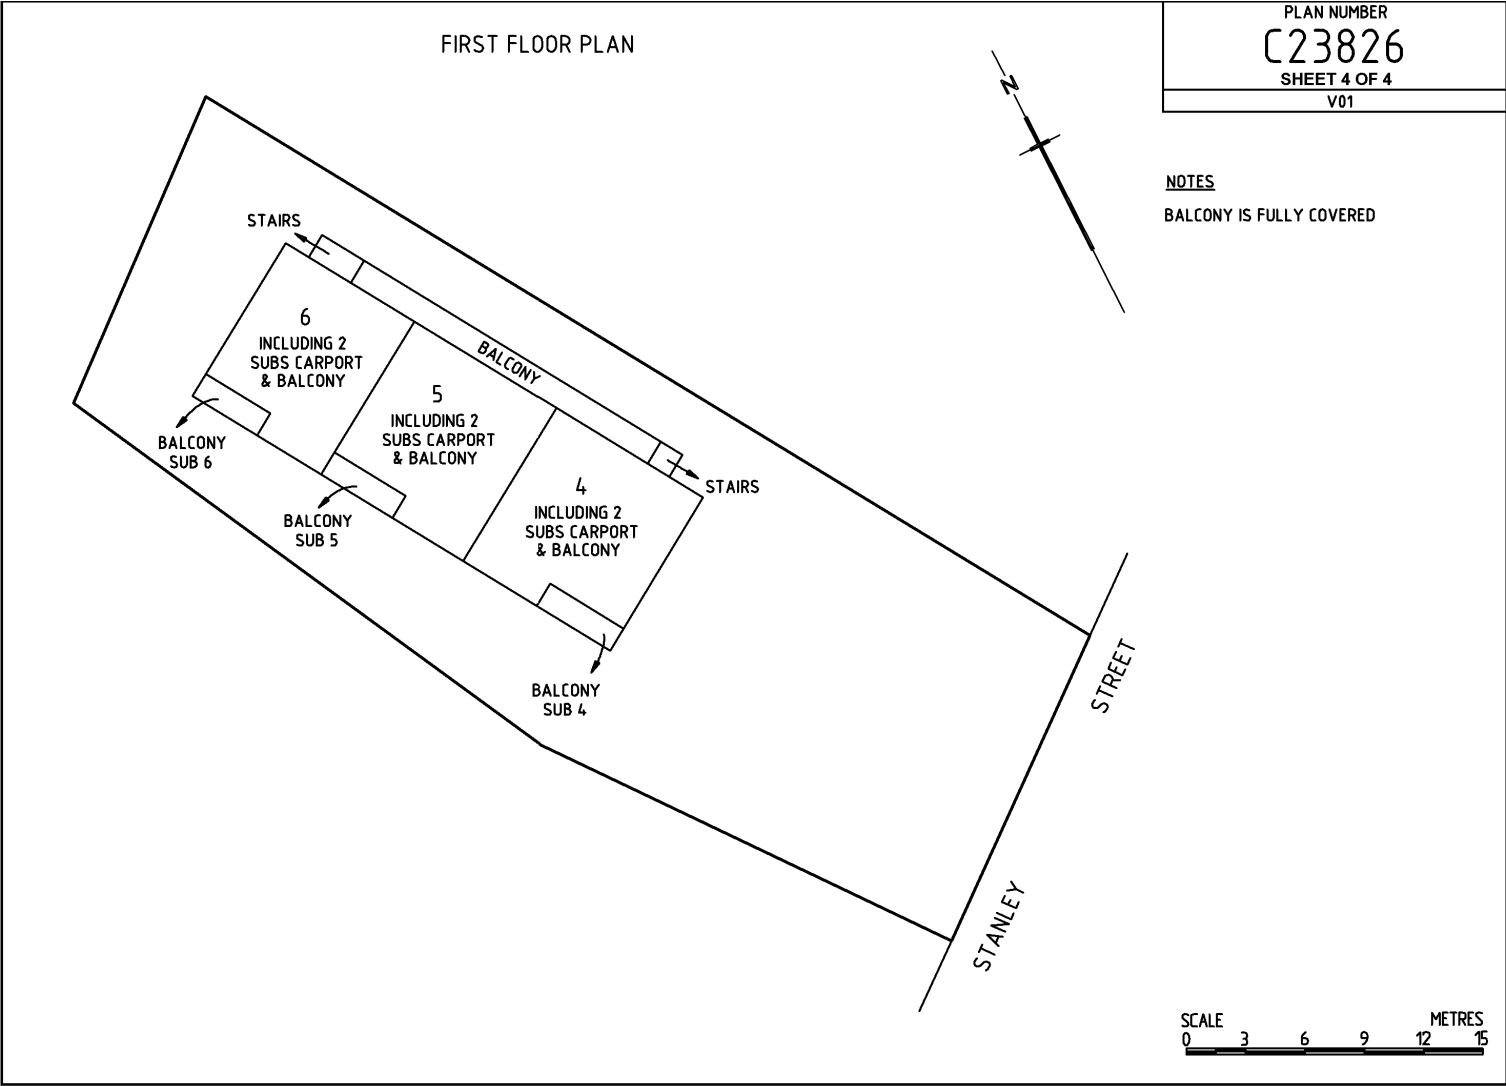 FIRST FLOOR PLAN
PLAN NUMBER
C23826
SHEET 4 OF 4
V01
N
NOTES
BALCONY IS FULLY COVERED
STAIRS
6
INCLUDING 2
SUBS CARPORT
& BALCONY
BALCONY
5
INCLUDING 2
SUBS CARPORT
& BALCONY
BALCONY
SUB 6
4
INCLUDING 2
SUBS CARPORT
& BALCONY
STAIRS
BALCONY
SUB 5
BALCONY
SUB 4
STANLEY STREET
SCALE METRES
0 3 6 9 12 15